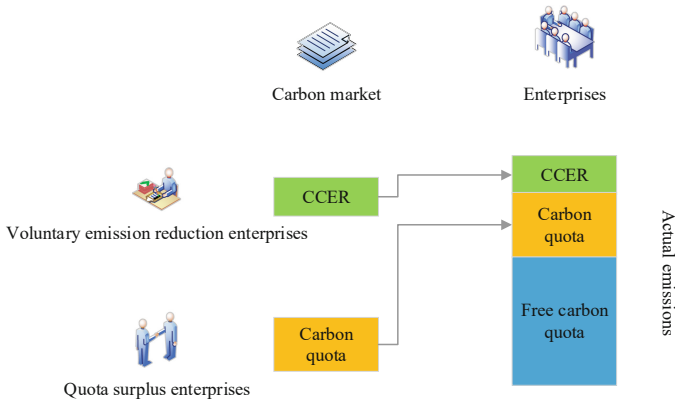 Carbon market
Enterprises
CCER
CCER
Voluntary emission reduction enterprises
Carbon
quota
Actual emissions
Free carbon
quota
Carbon
quota
Quota surplus enterprises